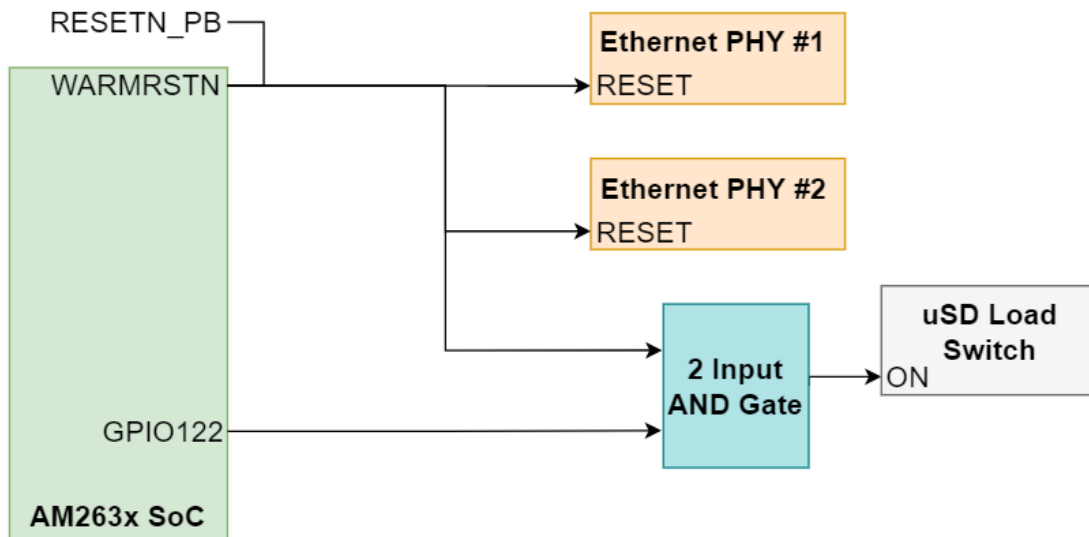 RESETN_PB
WARMRSTN
Ethernet PHY #1
RESET
Ethernet PHY #2
RESET
uSD Load
Switch
ON
2 Input
AND Gate
GPIO122
AM263x SoC